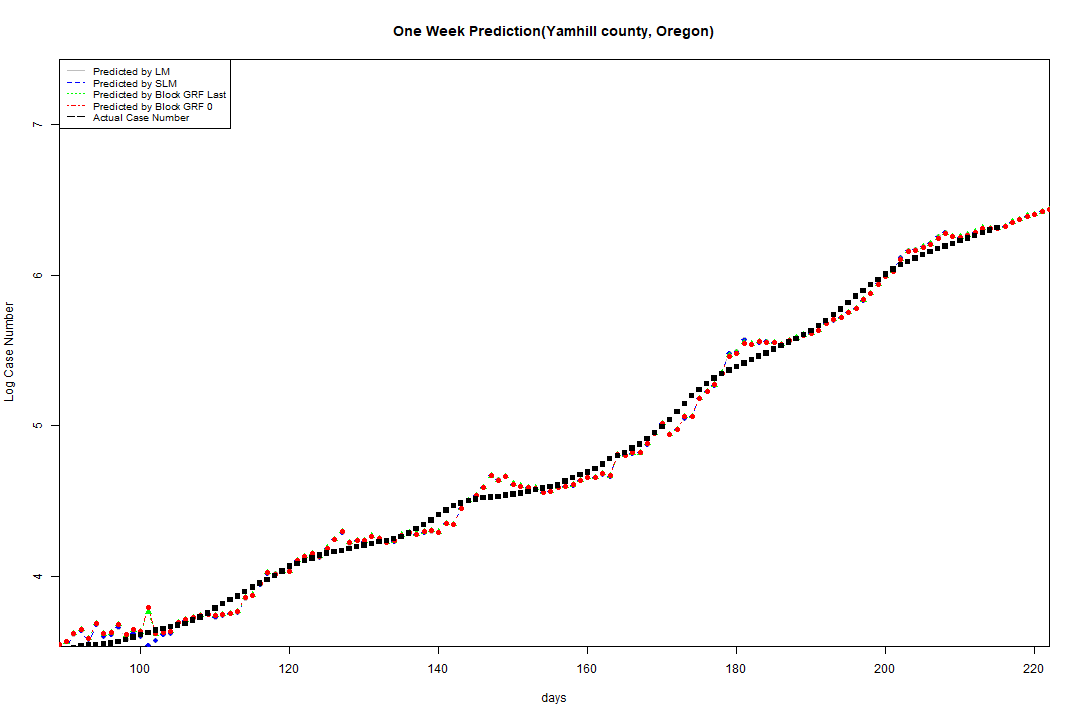 One Week Prediction(Yamhill county, Oregon)
Predicted by LM
Predicted by SLM
Predicted by Block GRF Last
Predicted by Block GRF 0
Actual Case Number
7
6
5
4
Log Case Number
100 120 140 160 180 200 220
days